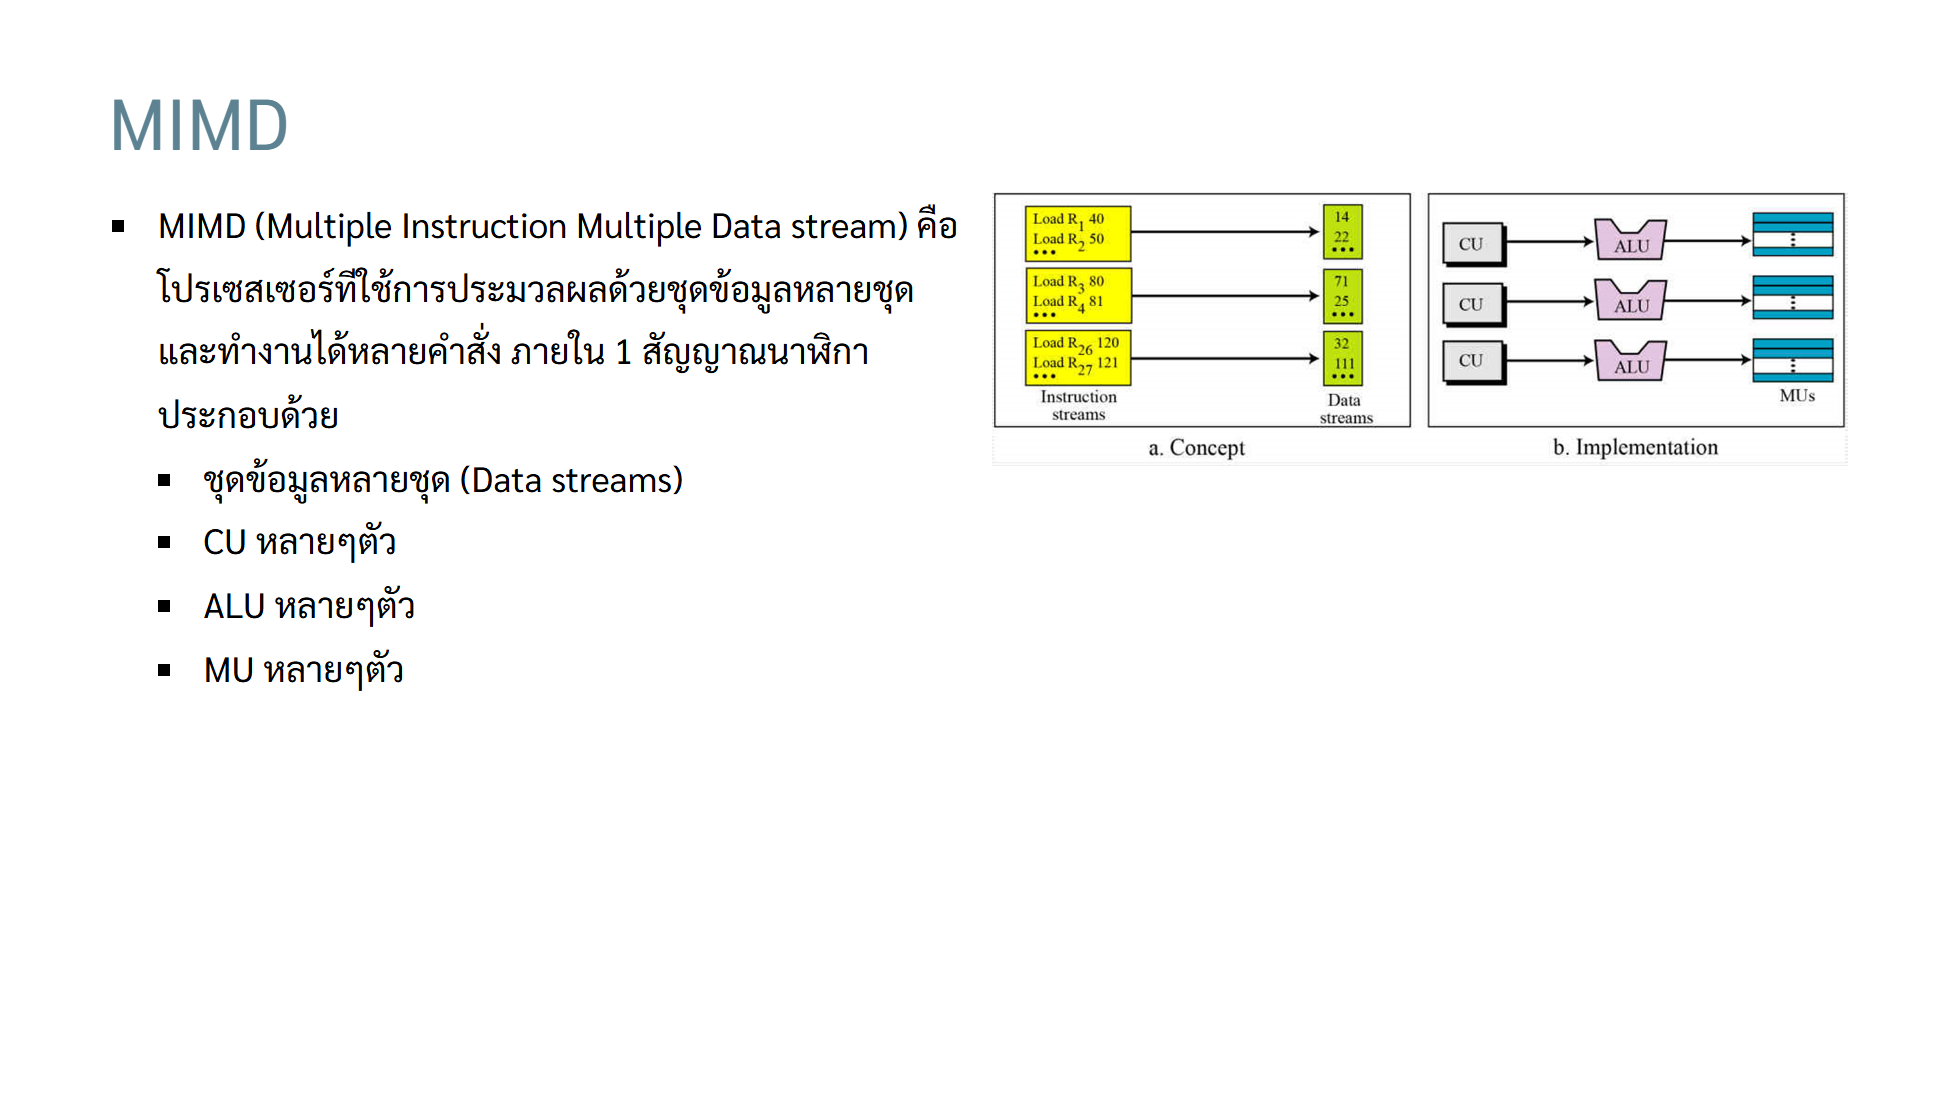 MIMD
▪ MIMD (Multiple Instruction Multiple Data stream) คือ
โปรเซสเซอร์ที่ใช้การประมวลผลด้วยชุดข้อมูลหลายชุด
และทำงานได้หลายคำสั่ง ภายใน 1 สัญญาณนาฬิกา
ประกอบด้วย
▪ ชุดข้อมูลหลายชุด (Data streams)
▪ CU หลายๆตัว
▪ ALU หลายๆตัว
▪ MU หลายๆตัว
Load R1 40
Load R2 50
•••
Load R3 80
Load R4 81
•••
Load R26 120
Load R27 121
•••
Instruction
streams
14
22
•••
71
25
•••
32
111
•••
Data
streams
a. Concept
CU
ALU
CU
ALU
CU
ALU
MUs
b. Implementation